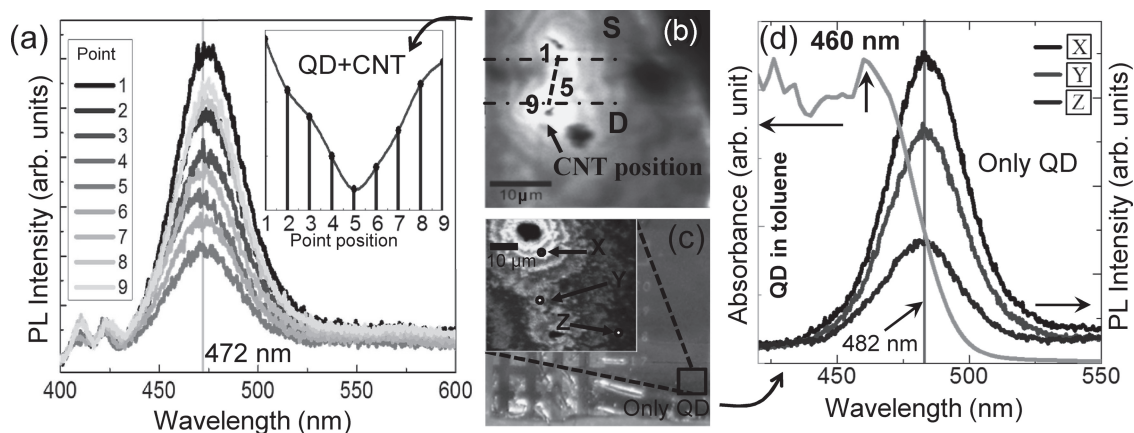 (a)
Point
1
2
3
4
5
6
7
8
9
QD+CNT
1 2 3 4 5 6 7 8 9
Point position
472 nm
400 450 500 550 600
Wavelength (nm)
PL Intensity (arb. units)
(b)
S
1
5
9
D
CNT position
10µm
(c)
10 µm
X
Y
Z
Only QD
(d)
460 nm
X
Y
Z
Only QD
482 nm
Absorbance (arb. unit)
QD in toluene
PL Intensity (arb. units)
450 500 550
Wavelength (nm)